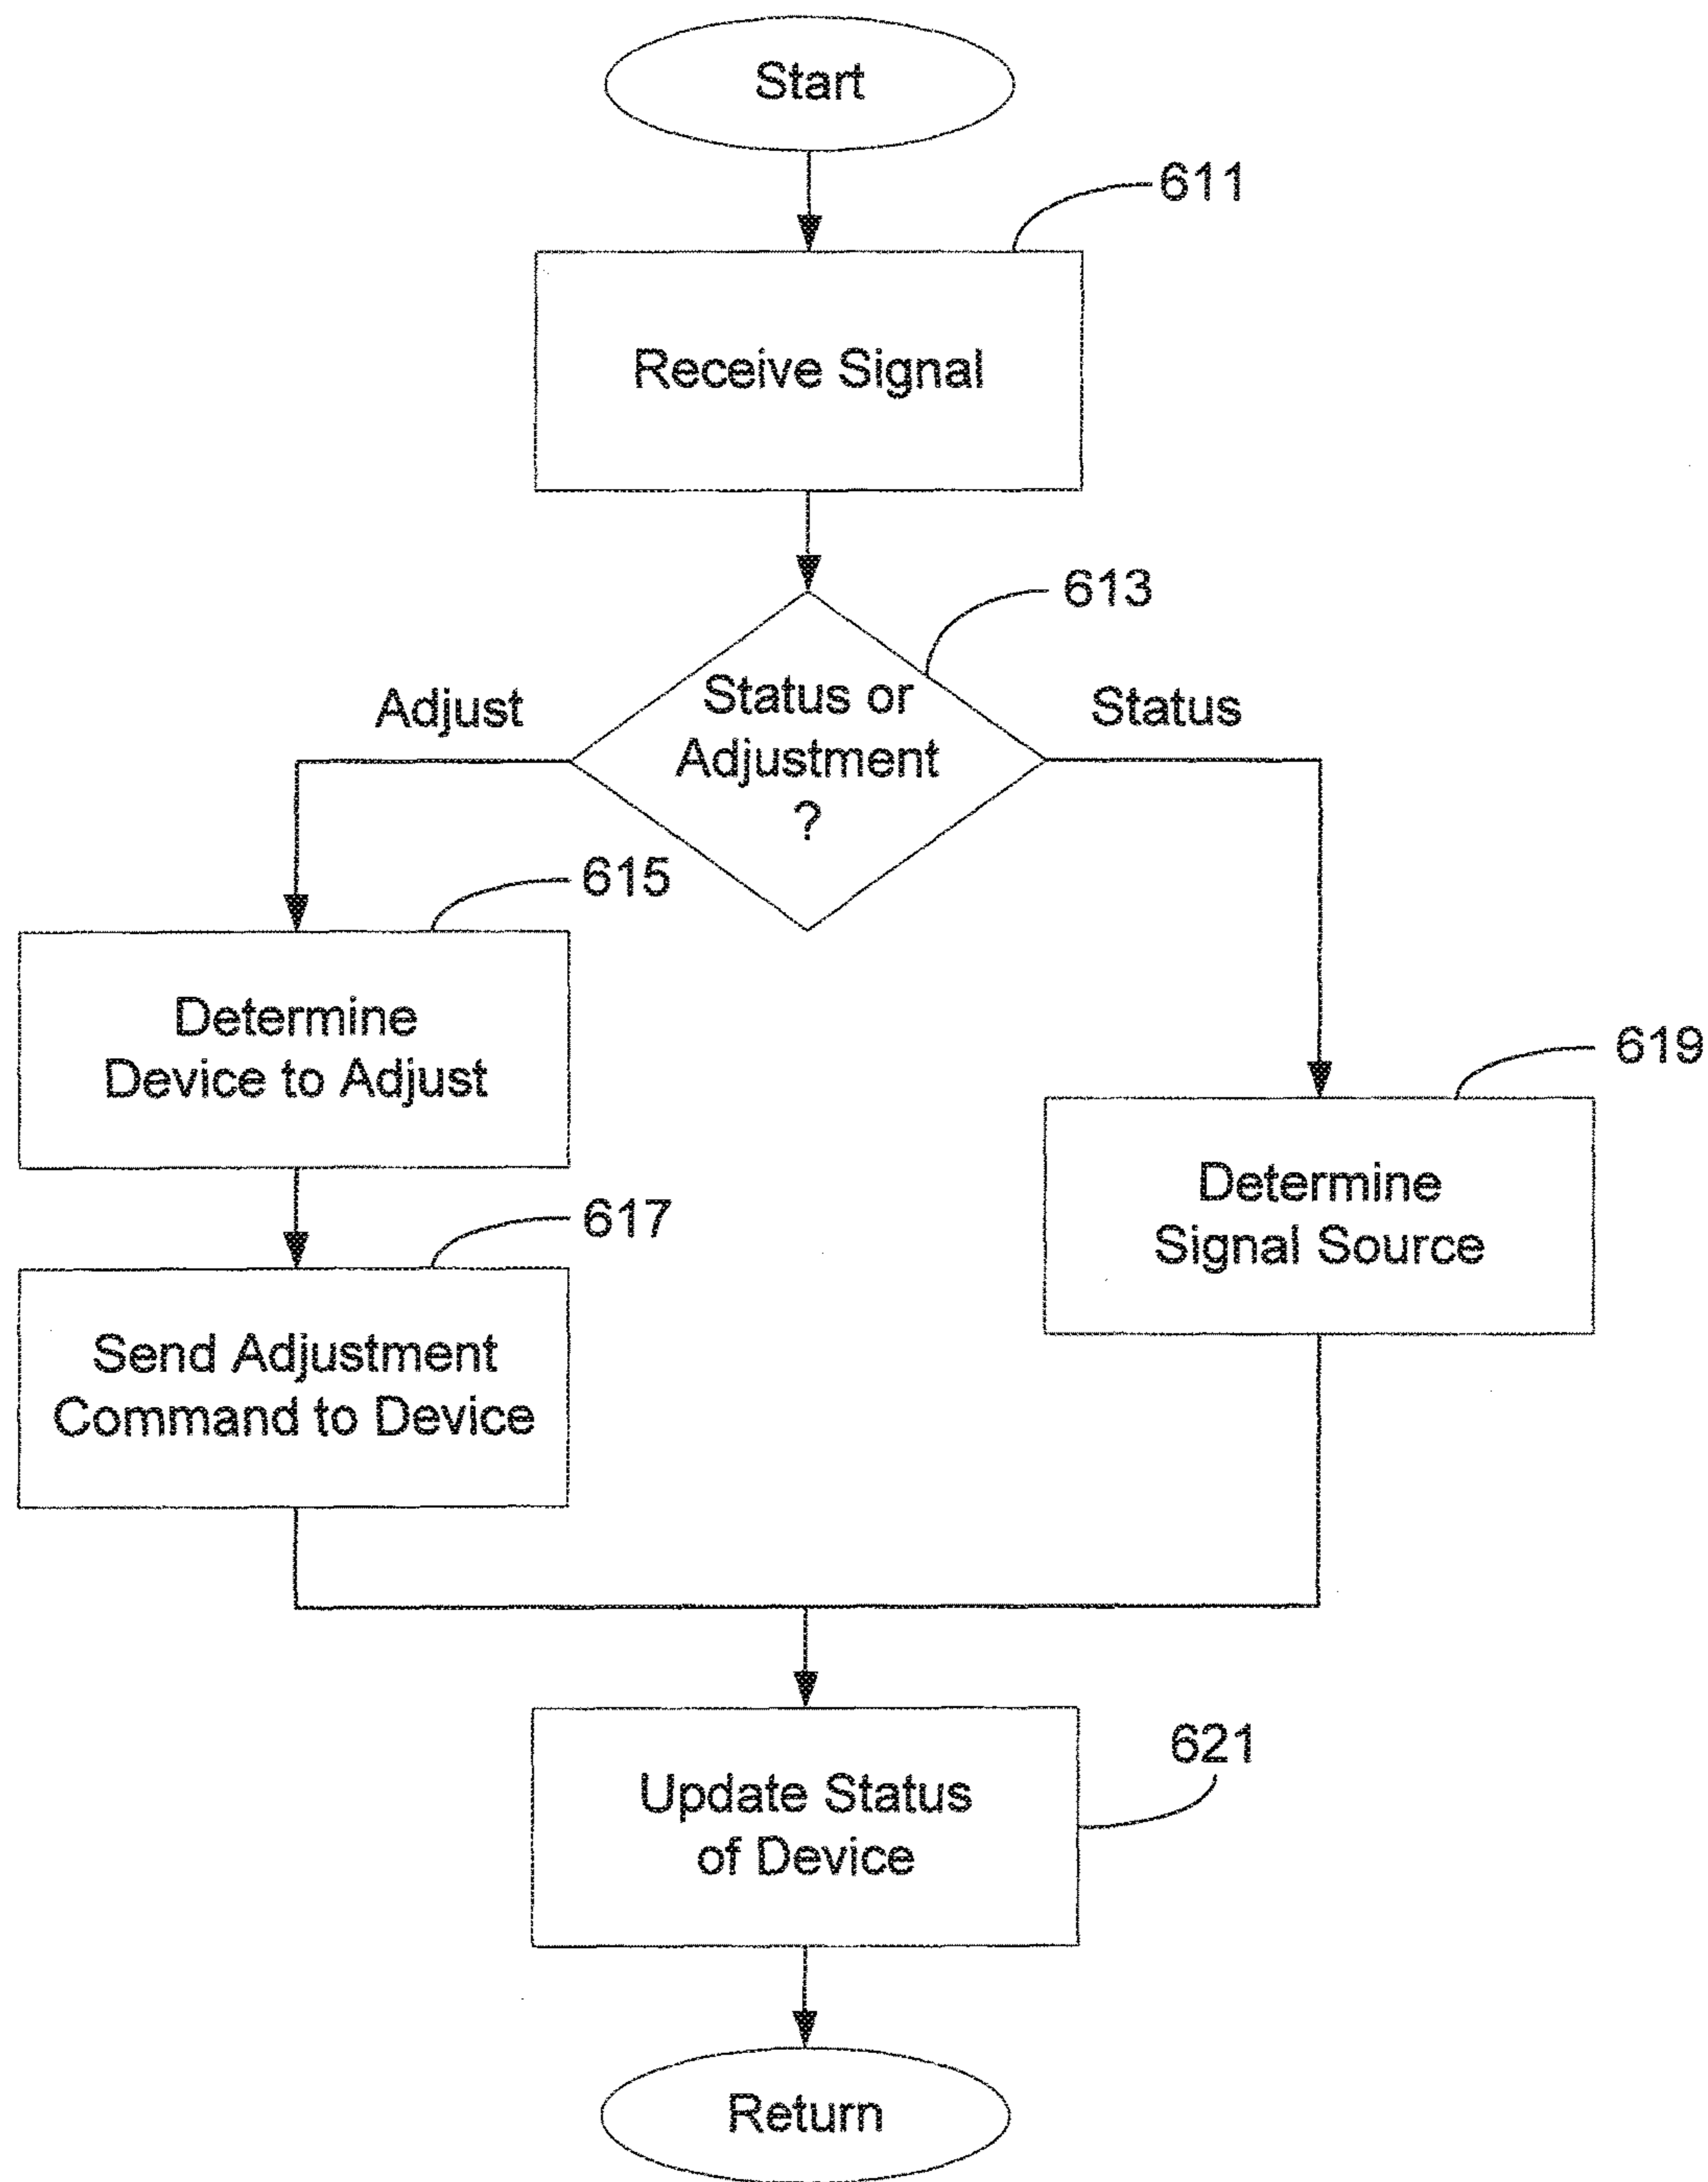 Start
611
Receive Signal
613
Adjust
Status or
Adjustment
?
Status
615
Determine
Device to Adjust
619
Determine
Signal Source
617
Send Adjustment
Command to Device
621
Update Status
of Device
Return